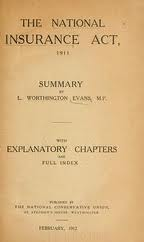 THE NATIONAL
INSURANCE ACT,
1911
SUMMARY
BY
L. WORTHINGTON EVANS, M.P.
WITH
EXPLANATORY CHAPTERS
AND
FULL INDEX
PUBLISHED BY
THE NATIONAL CONSERVATIVE UNION,
ST. STEPHEN'S HOUSE, WESTMINSTER
FEBRUARY, 1912